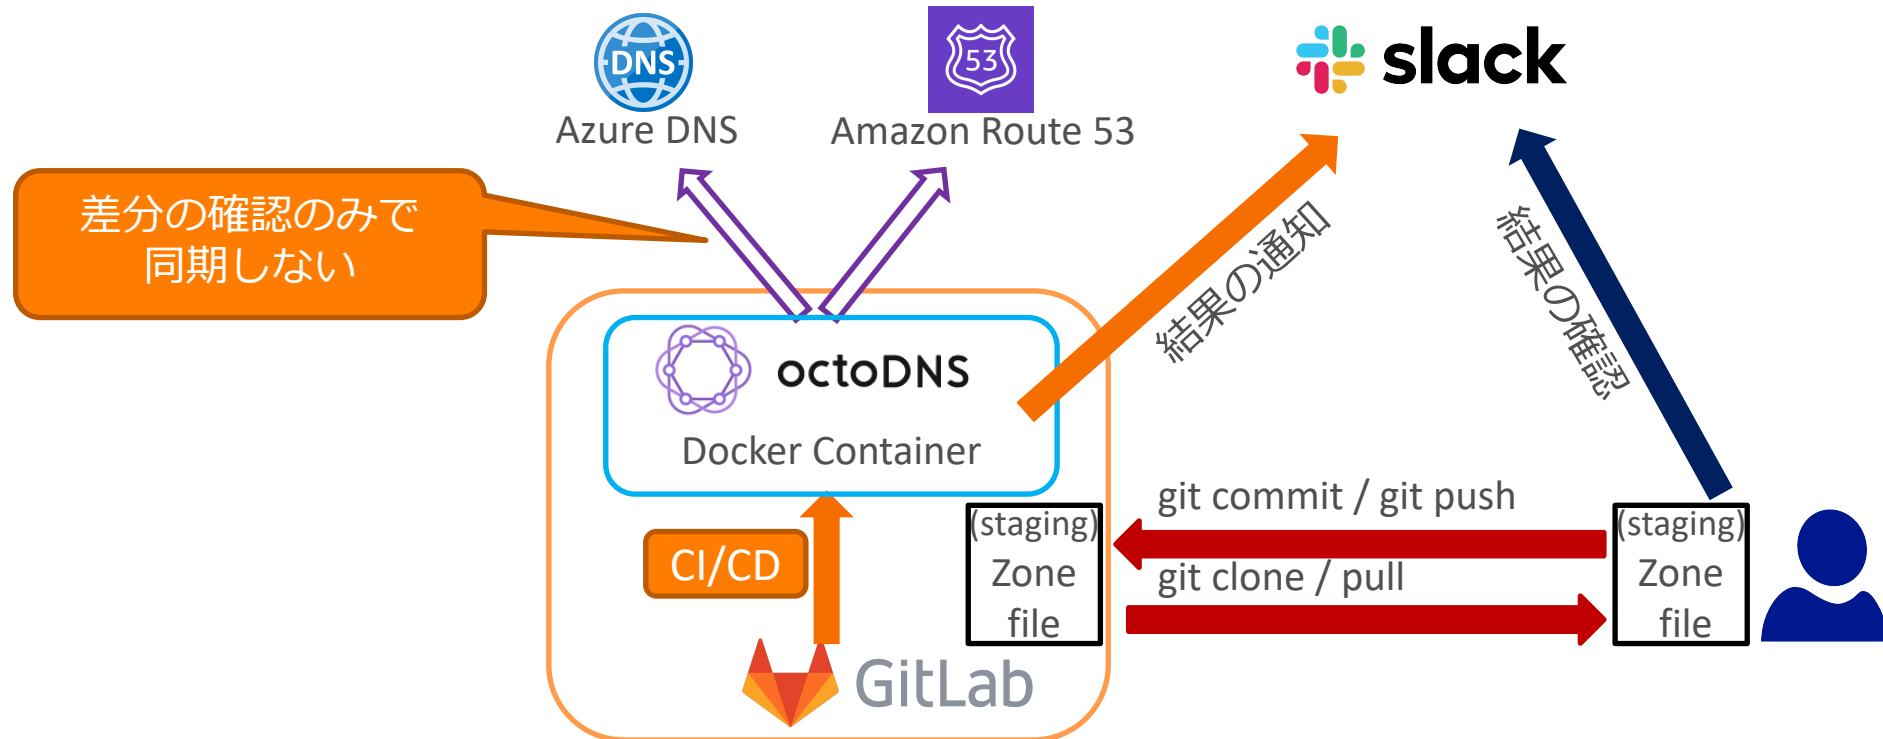 DNS
53
slack
Azure DNS
Amazon Route 53
差分の確認のみで
同期しない
結果の通知
結果の確認
octoDNS
Docker Container
CI/CD
GitLab
(staging)
Zone
file
git commit / git push
git clone / pull
(staging)
Zone
file